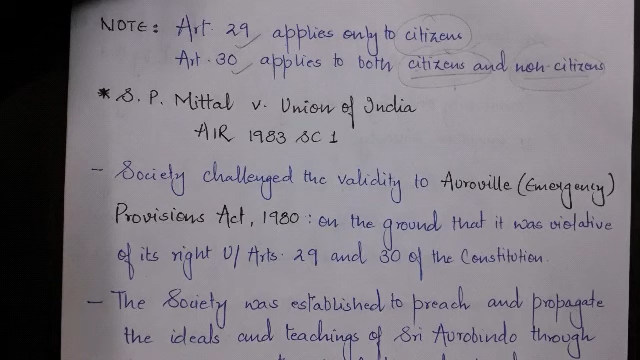 NOTE: Art. 29 applies only to citizens
Art. 30 applies to both citizens and non-citizens
* S. P. Mittal v. Union of India
AIR 1983 SC 1
- Society challenged the validity to Auroville (Emergency)
Provisions Act, 1980: on the ground that it was violative
of its right U/ Arts. 29 and 30 of the Constitution.
- The Society was established to preach and propagate
the ideals and teachings of Sri Aurobindo through